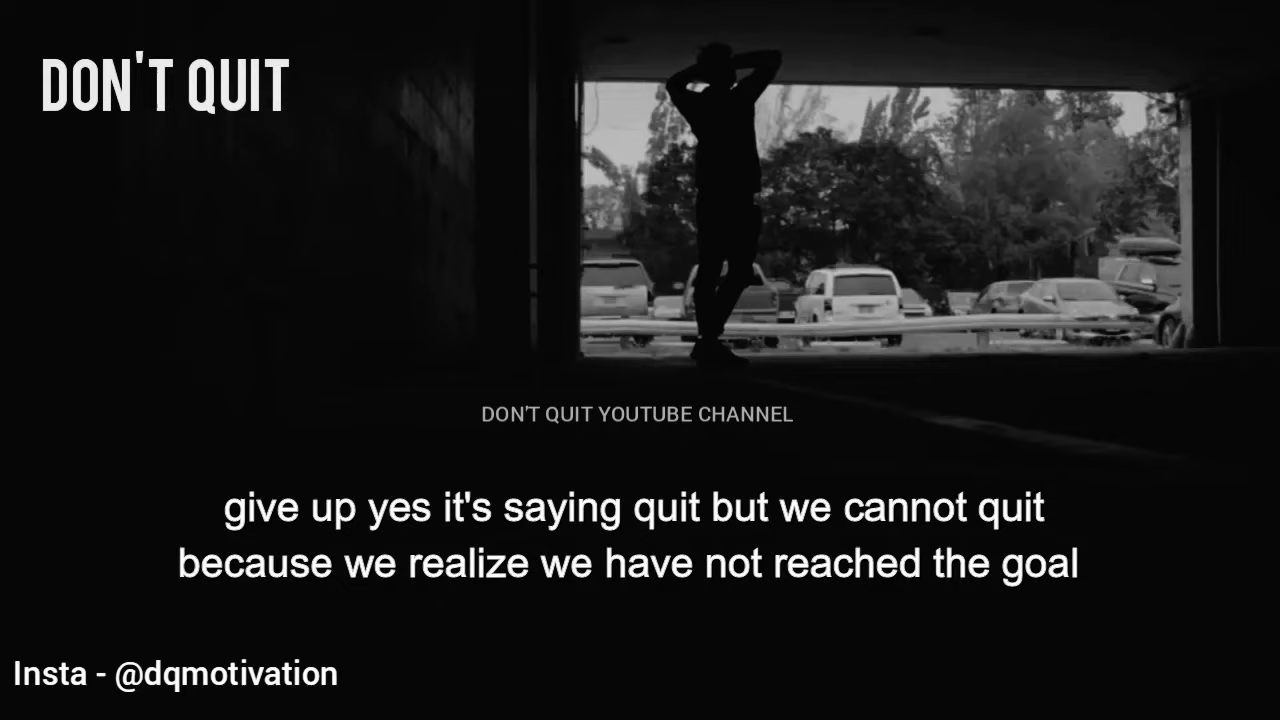 DON'T QUIT
DON'T QUIT YOUTUBE CHANNEL
give up yes it's saying quit but we cannot quit
because we realize we have not reached the goal
Insta - @dqmotivation